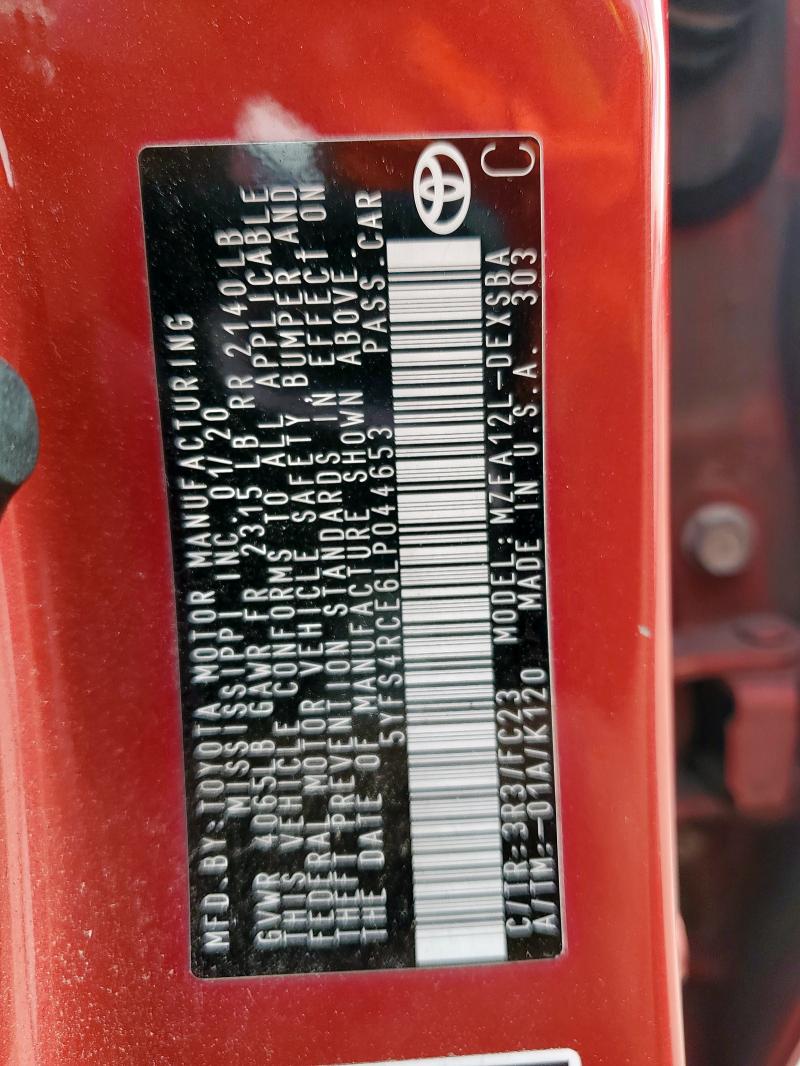 MFD.BY:TOYOTA MOTOR MANUFACTURING
MISSISSIPPI INC. 01/20
GVWR 4065LB GAWR FR 2315 LB RR 2140LB
THIS VEHICLE CONFORMS TO ALL APPLICABLE
FEDERAL MOTOR VEHICLE SAFETY BUMPER AND
THEFT PREVENTION STANDARDS IN EFFECT ON
THE DATE OF MANUFACTURE SHOWN ABOVE.
5YFS4RCE6LP044653 PASS.CAR
C/TR:3R3/FC23 MODEL:MZEA12L-DEXSBA
A/TM:-01A/K120 MADE IN U.S.A. 303
C